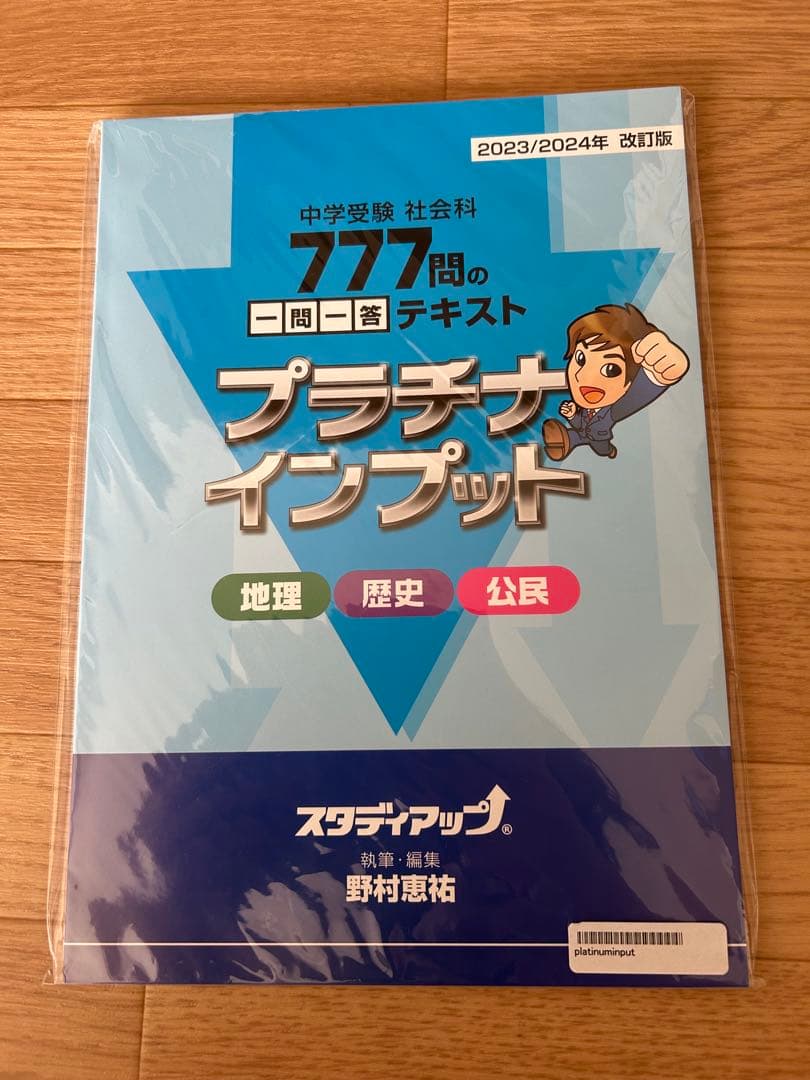 2023/2024年 改訂版
中学受験 社会科
777問の
一問一答 テキスト
プラチナ
インプット
地理 歴史 公民
スタディアップ®
執筆・編集
野村恵祐
platinuminput